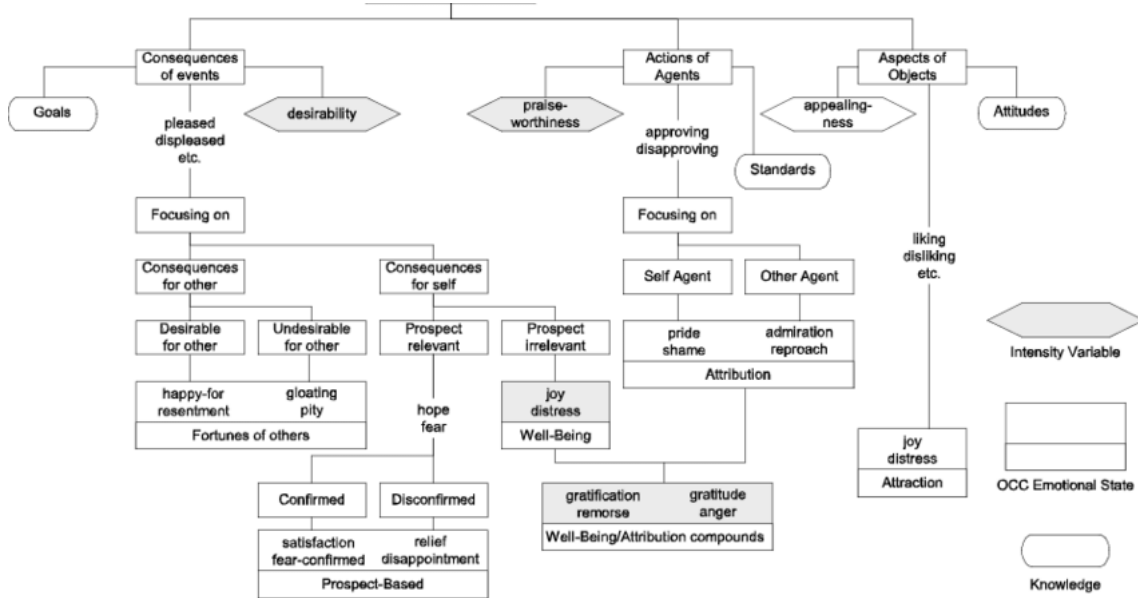 Consequences
of events
Actions of
Agents
Aspects of
Objects
Goals
desirability
praise-
worthiness
appealing-
ness
Attitudes
pleased
displeased
etc.
approving
disapproving
Standards
Focusing on
Focusing on
liking
disliking
etc.
Consequences
for other
Consequences
for self
Self Agent
Other Agent
Desirable
for other
Undesirable
for other
Prospect
relevant
Prospect
irrelevant
pride
shame
admiration
reproach
Attribution
Intensity Variable
happy-for
resentment
gloating
pity
Fortunes of others
hope
fear
joy
distress
Well-Being
joy
distress
Attraction
OCC Emotional State
Confirmed
Disconfirmed
gratification
remorse
gratitude
anger
Well-Being/Attribution compounds
satisfaction
fear-confirmed
relief
disappointment
Prospect-Based
Knowledge